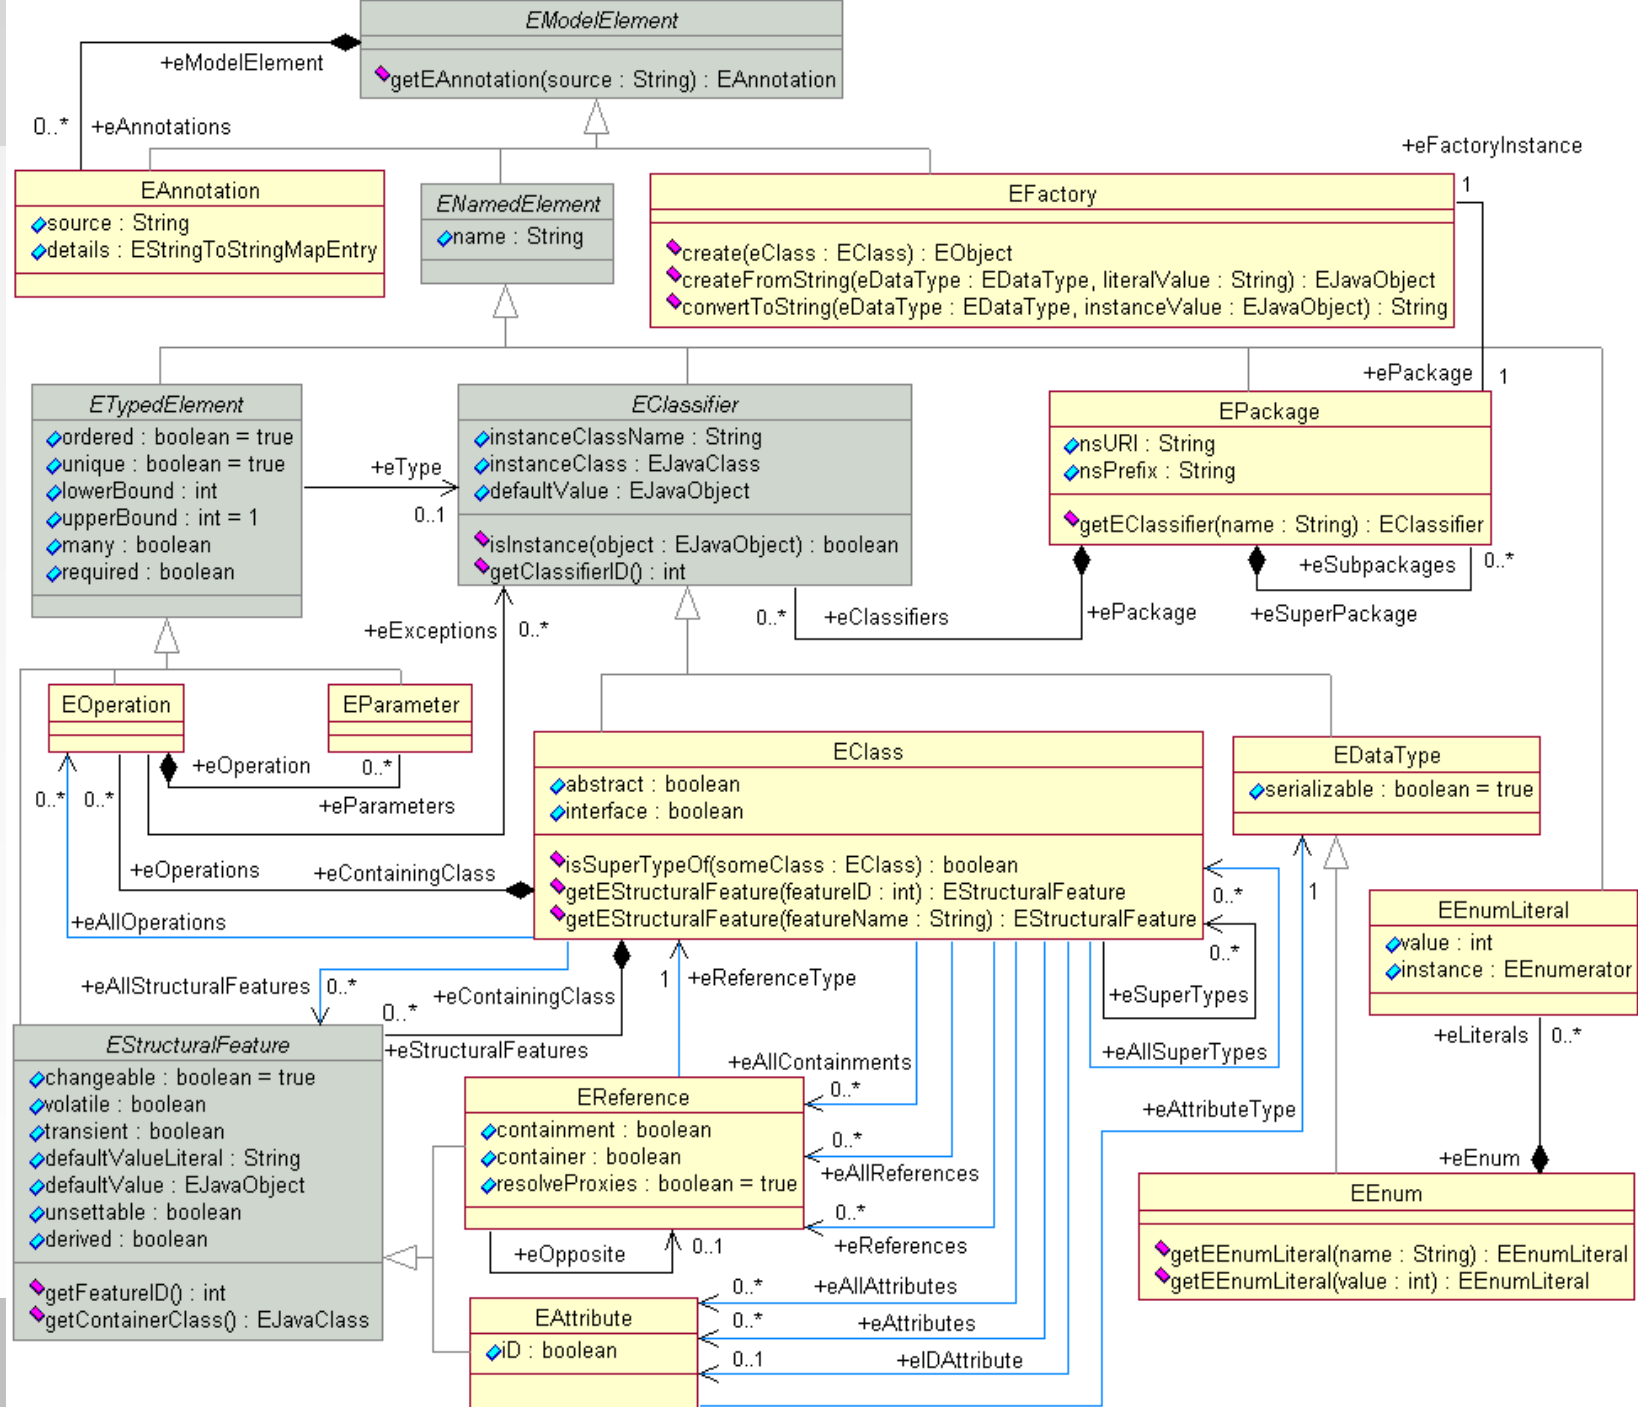 EModelElement
getEAnnotation(source : String) : EAnnotation
+eModelElement
0..*
+eAnnotations
+eFactoryInstance
1
EAnnotation
source : String
details : EStringToStringMapEntry
ENamedElement
name : String
EFactory
create(eClass : EClass) : EObject
createFromString(eDataType : EDataType, literalValue : String) : EJavaObject
convertToString(eDataType : EDataType, instanceValue : EJavaObject) : String
+ePackage
1
ETypedElement
ordered : boolean = true
unique : boolean = true
lowerBound : int
upperBound : int = 1
many : boolean
required : boolean
+eType
0..1
EClassifier
instanceClassName : String
instanceClass : EJavaClass
defaultValue : EJavaObject
isInstance(object : EJavaObject) : boolean
getClassifierID() : int
EPackage
nsURI : String
nsPrefix : String
getEClassifier(name : String) : EClassifier
+eSubpackages
0..*
+eSuperPackage
+ePackage
0..*
+eClassifiers
+eExceptions
0..*
EOperation
EParameter
+eOperation
0..*
+eParameters
0..*
0..*
+eOperations
+eContainingClass
+eAllOperations
EClass
abstract : boolean
interface : boolean
isSuperTypeOf(someClass : EClass) : boolean
getEStructuralFeature(featureID : int) : EStructuralFeature
getEStructuralFeature(featureName : String) : EStructuralFeature
EDataType
serializable : boolean = true
0..*
1
0..*
+eSuperTypes
+eAllSuperTypes
EEnumLiteral
value : int
instance : EEnumerator
+eLiterals
0..*
+eAllStructuralFeatures
0..*
+eContainingClass
0..*
+eStructuralFeatures
1
+eReferenceType
+eAllContainments
0..*
0..*
+eAllReferences
0..*
+eReferences
+eAttributeType
+eEnum
EStructuralFeature
changeable : boolean = true
volatile : boolean
transient : boolean
defaultValueLiteral : String
defaultValue : EJavaObject
unsettable : boolean
derived : boolean
getFeatureID() : int
getContainerClass() : EJavaClass
EReference
containment : boolean
container : boolean
resolveProxies : boolean = true
+eOpposite
0..1
EEnum
getEEnumLiteral(name : String) : EEnumLiteral
getEEnumLiteral(value : int) : EEnumLiteral
0..*
+eAllAttributes
0..*
+eAttributes
0..1
+eIDAttribute
EAttribute
iD : boolean